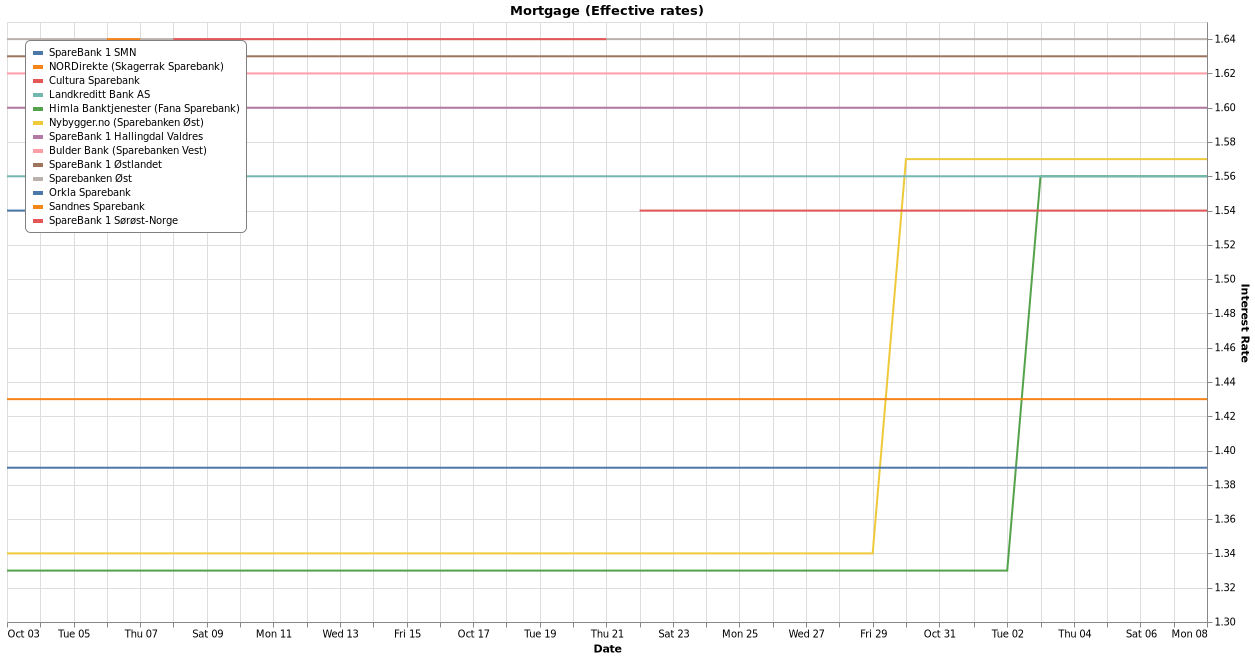 Mortgage (Effective rates)
SpareBank 1 SMN
NORDirekte (Skagerrak Sparebank)
Cultura Sparebank
Landkreditt Bank AS
Himla Banktjenester (Fana Sparebank)
Nybygger.no (Sparebanken Øst)
SpareBank 1 Hallingdal Valdres
Bulder Bank (Sparebanken Vest)
SpareBank 1 Østlandet
Sparebanken Øst
Orkla Sparebank
Sandnes Sparebank
SpareBank 1 Sørøst-Norge
1.64
1.62
1.60
1.58
1.56
1.54
1.52
1.50
1.48
1.46
1.44
1.42
1.40
1.38
1.36
1.34
1.32
1.30
Interest Rate
Oct 03 Tue 05 Thu 07 Sat 09 Mon 11 Wed 13 Fri 15 Oct 17 Tue 19 Thu 21 Sat 23 Mon 25 Wed 27 Fri 29 Oct 31 Tue 02 Thu 04 Sat 06 Mon 08
Date